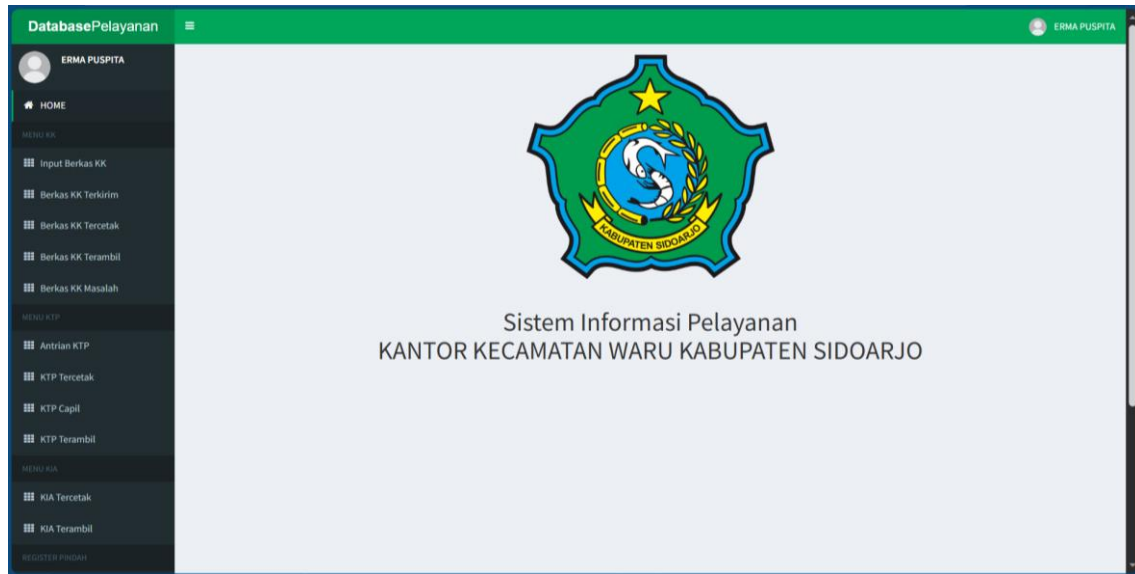 DatabasePelayanan
ERMA PUSPITA
ERMA PUSPITA
HOME
MENU KK
Input Berkas KK
Berkas KK Terkirim
Berkas KK Tercetak
Berkas KK Terambil
Berkas KK Masalah
MENU KTP
Antrian KTP
KTP Tercetak
KTP Capil
KTP Terambil
MENU KIA
KIA Tercetak
KIA Terambil
REGISTER PINDAH
KABUPATEN SIDOARJO
Sistem Informasi Pelayanan
KANTOR KECAMATAN WARU KABUPATEN SIDOARJO